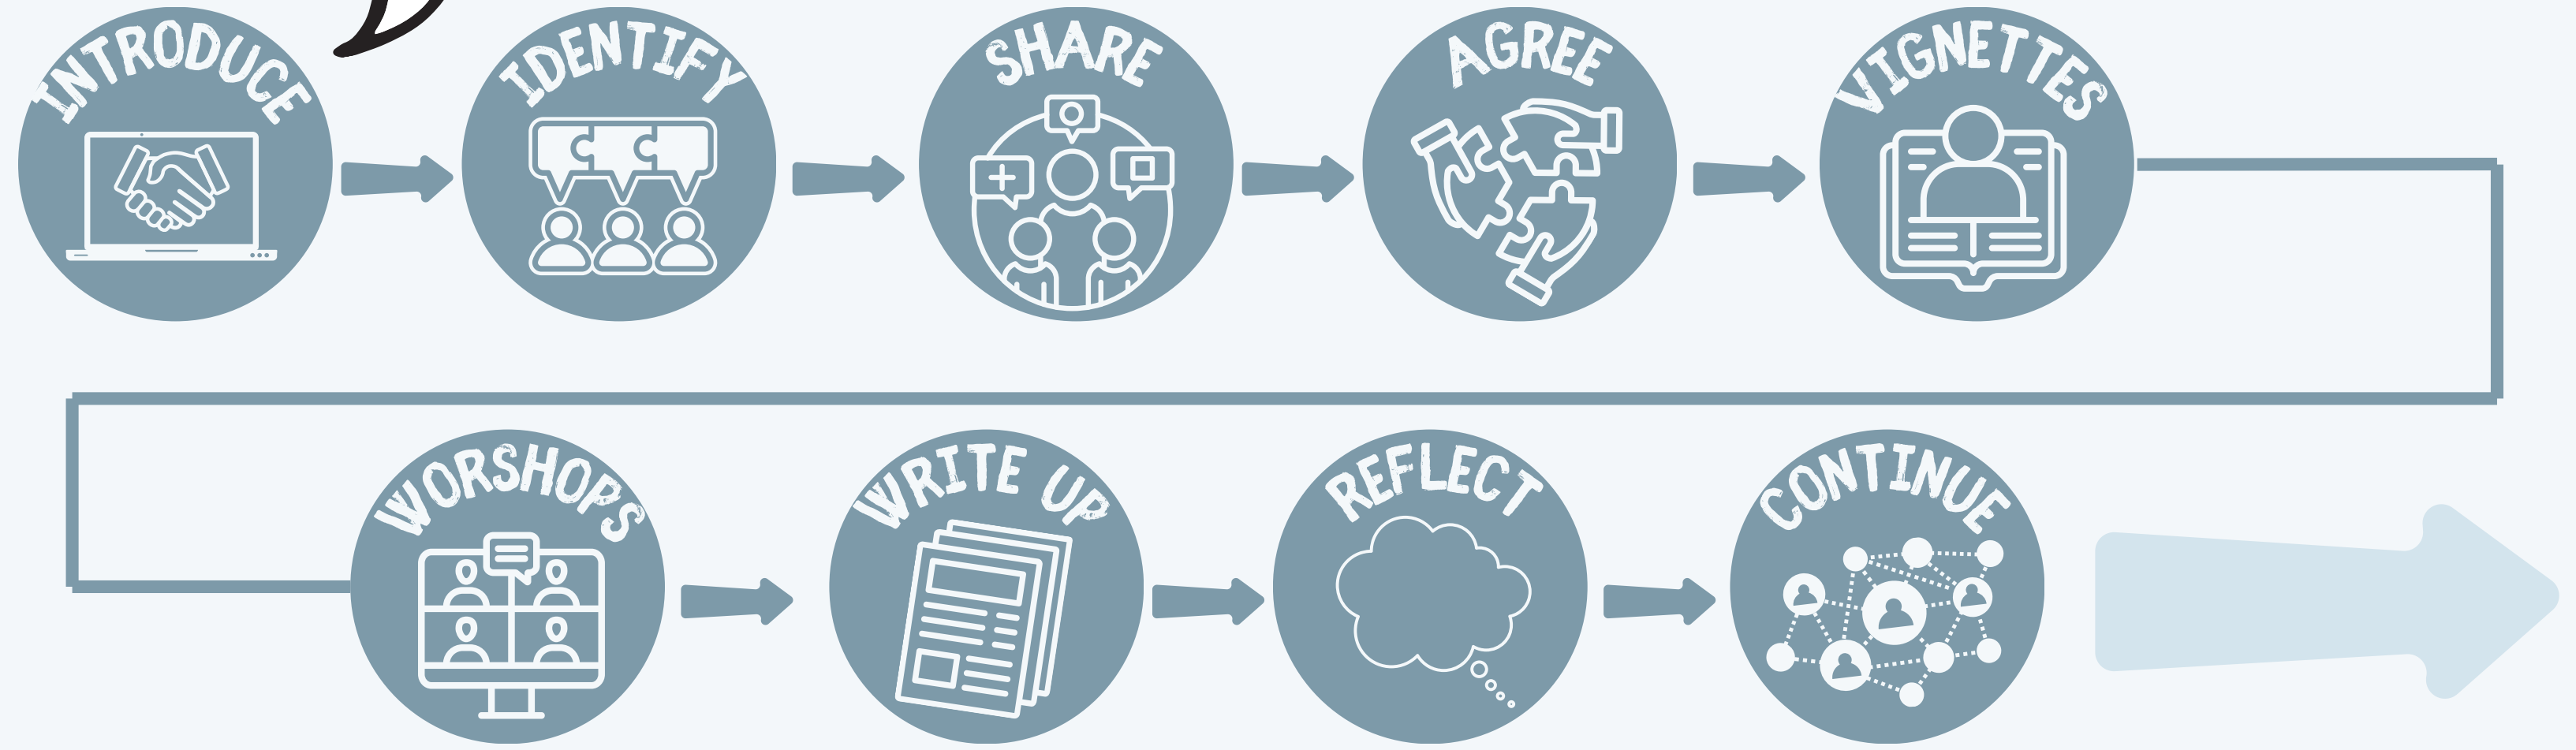 INTRODUCE
IDENTIFY
SHARE
AGREE
VIGNETTES
WORSHOPS
WRITE UP
REFLECT
CONTINUE